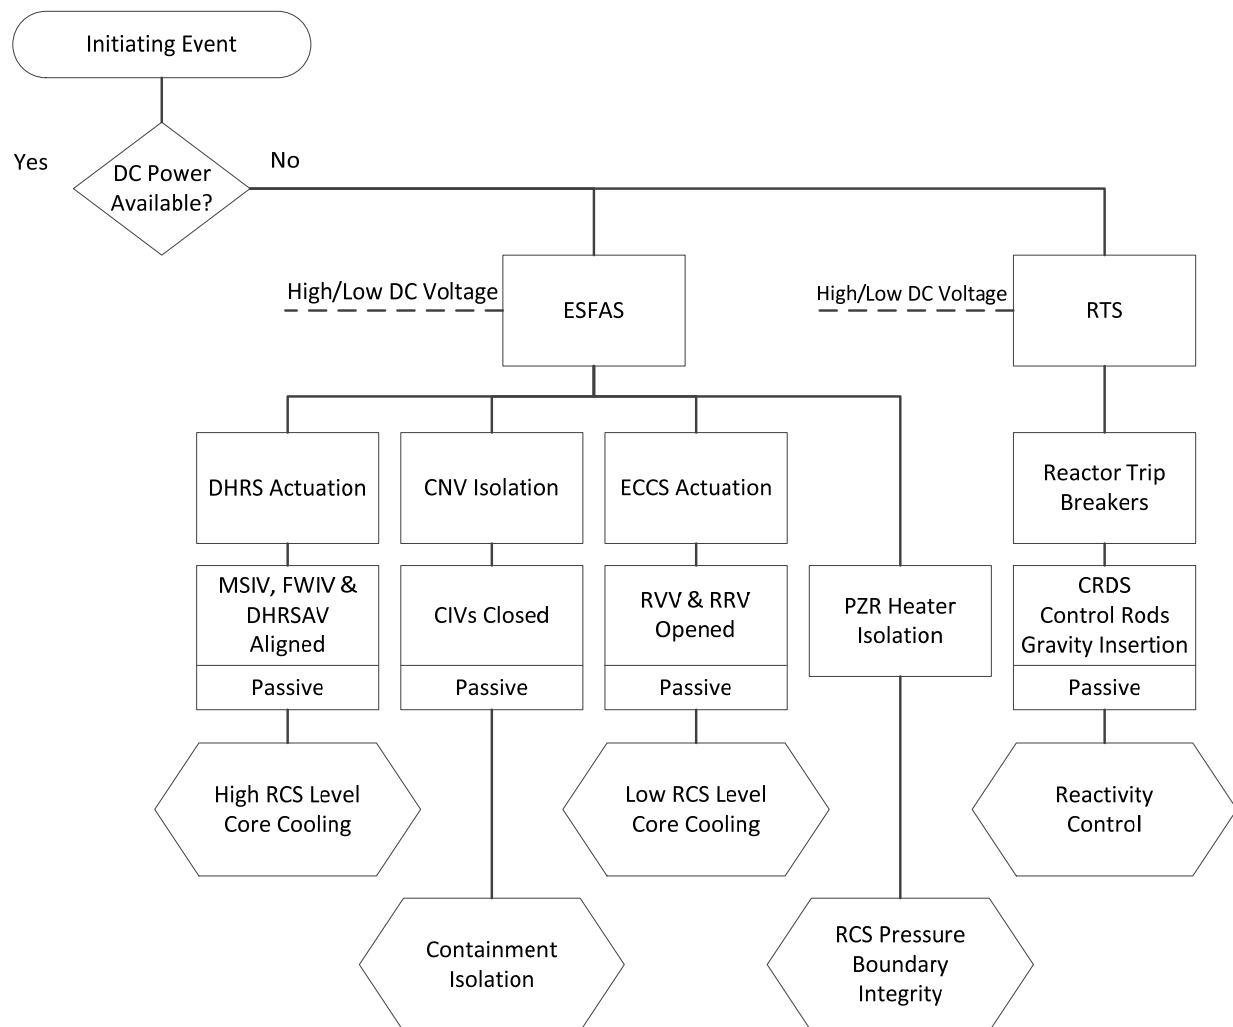 Initiating Event
Yes
DC Power
Available?
No
High/Low DC Voltage
ESFAS
High/Low DC Voltage
RTS
DHRS Actuation
CNV Isolation
ECCS Actuation
Reactor Trip
Breakers
MSIV, FWIV &
DHRSAV
Aligned
Passive
CIVs Closed
Passive
RVV & RRV
Opened
Passive
PZR Heater
Isolation
CRDS
Control Rods
Gravity Insertion
Passive
High RCS Level
Core Cooling
Low RCS Level
Core Cooling
Reactivity
Control
Containment
Isolation
RCS Pressure
Boundary
Integrity